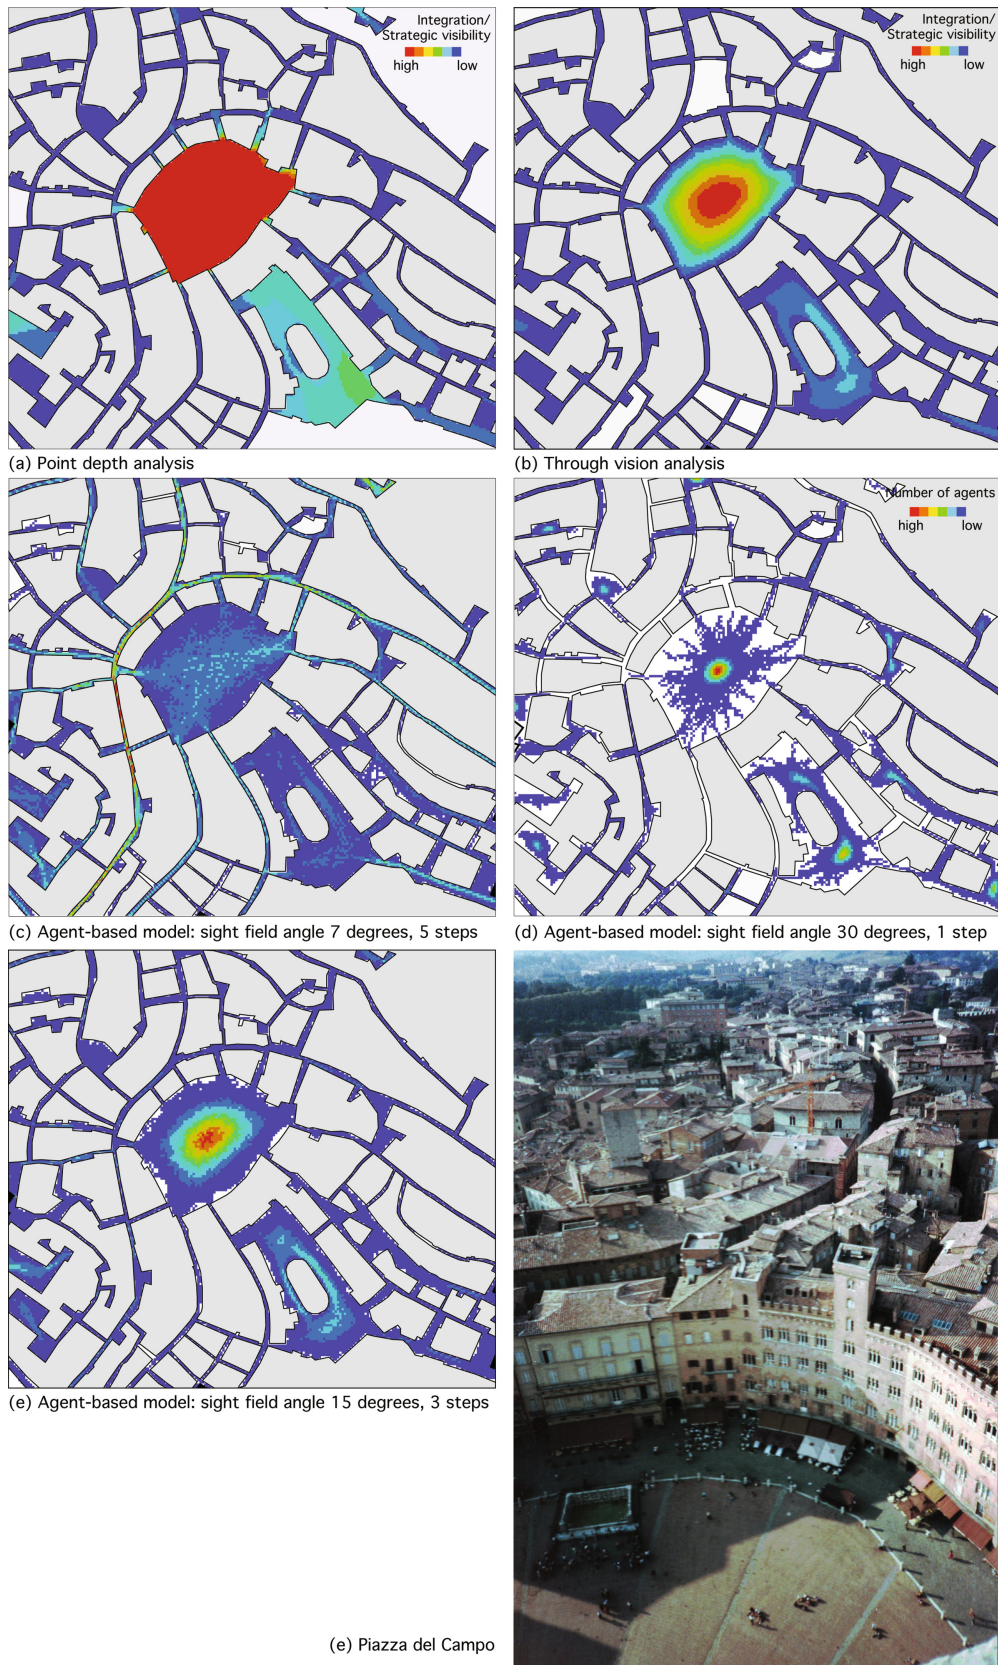 Integration/
Strategic visibility
high low
Integration/
Strategic visibility
high low
(a) Point depth analysis
(b) Through vision analysis
Number of agents
high low
(c) Agent-based model: sight field angle 7 degrees, 5 steps
(d) Agent-based model: sight field angle 30 degrees, 1 step
(e) Agent-based model: sight field angle 15 degrees, 3 steps
(e) Piazza del Campo